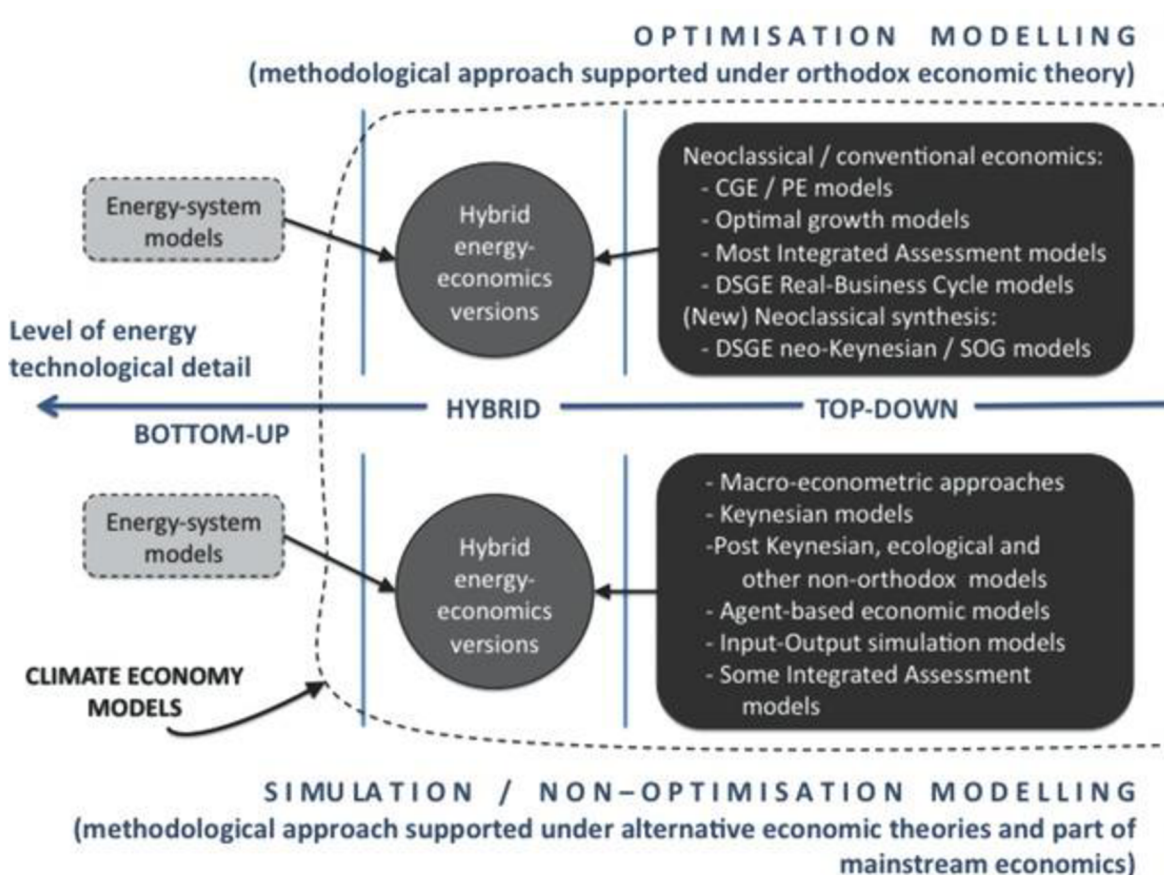 OPTIMISATION MODELLING
(methodological approach supported under orthodox economic theory)
Energy-system
models
Hybrid
energy-
economics
versions
Neoclassical / conventional economics:
- CGE / PE models
- Optimal growth models
- Most Integrated Assessment models
- DSGE Real-Business Cycle models
(New) Neoclassical synthesis:
- DSGE neo-Keynesian / SOG models
Level of energy
technological detail
HYBRID
TOP-DOWN
BOTTOM-UP
Energy-system
models
Hybrid
energy-
economics
versions
- Macro-econometric approaches
- Keynesian models
-Post Keynesian, ecological and
other non-orthodox models
- Agent-based economic models
- Input-Output simulation models
- Some Integrated Assessment
models
CLIMATE ECONOMY
MODELS
SIMULATION / NON–OPTIMISATION MODELLING
(methodological approach supported under alternative economic theories and part of
mainstream economics)